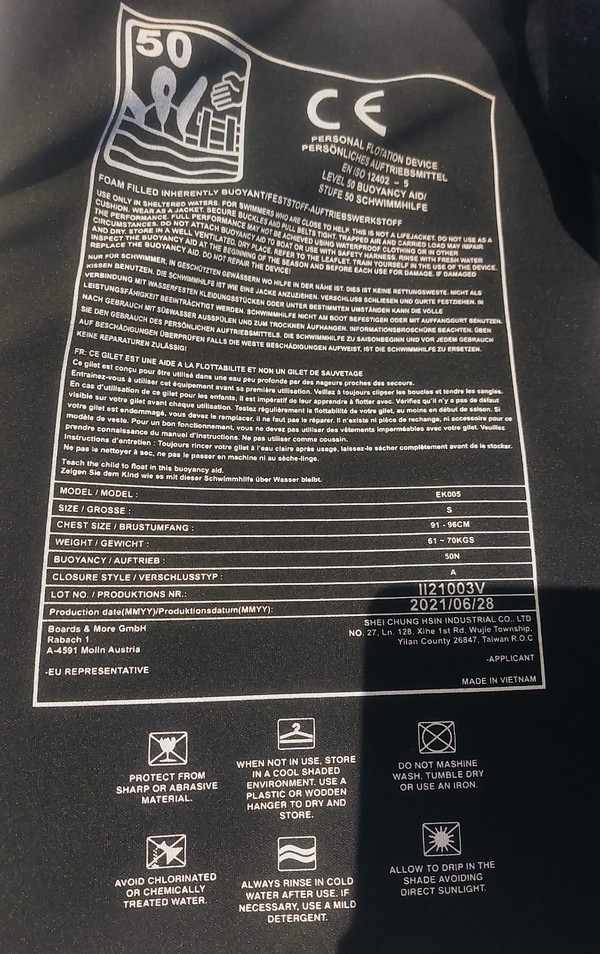 50
CE
PERSONAL FLOTATION DEVICE
PERSÖNLICHES AUFTRIEBSMITTEL
EN ISO 12402 - 5
LEVEL 50 BUOYANCY AID/
STUFE 50 SCHWIMMHILFE
FOAM FILLED INHERENTLY BUOYANT/FESTSTOFF-AUFTRIEBSWERKSTOFF
USE ONLY IN SHELTERED WATERS. FOR SWIMMERS WHO ARE CLOSE TO HELP. THIS IS NOT A LIFEJACKET. DO NOT USE AS A
CUSHION. WEAR AS A JACKET. SECURE BUCKLES AND PULL BELTS TIGHT. TRAPPED AIR AND CARRIED LOAD MAY IMPAIR
THE PERFORMANCE. FULL PERFORMANCE MAY NOT BE ACHIEVED USING WATERPROOF CLOTHING OR IN OTHER
CIRCUMSTANCES. DO NOT ATTACH BUOYANCY AID TO BOAT OR USE WITH SAFETY HARNESS. RINSE WITH FRESH WATER
AND DRY. STORE IN A WELL VENTILATED, DRY PLACE. REFER TO THE LEAFLET. TRAIN YOURSELF IN THE USE OF THE DEVICE.
INSPECT THE BUOYANCY AID AT THE BEGINNING OF THE SEASON AND BEFORE EACH USE FOR DAMAGE. IF DAMAGED
REPLACE THE BUOYANCY AID. DO NOT REPAIR THE DEVICE!
NUR FÜR SCHWIMMER, IN GESCHÜTZTEN GEWÄSSERN WO HILFE IN DER NÄHE IST. DIES IST KEINE RETTUNGSWESTE. NICHT ALS
KISSEN BENUTZEN, DIE SCHWIMMHILFE IST WIE EINE JACKE ANZUZIEHEN. VERSCHLUSS SCHLIESEN UND GURTE FESTZIEHEN. IN
VERBINDUNG MIT WASSERFESTEN KLEIDUNGSSTÜCKEN ODER UNTER BESTIMMTEN UMSTÄNDEN KANN DIE VOLLE
LEISTUNGSFÄHIGKEIT BEEINTRÄCHTIGT WERDEN. SCHWIMMHILFE NICHT AM BOOT BEFESTIGEN ODER MIT AUFFANGGURT BENUTZEN.
NACH GEBRAUCH MIT SÜßWASSER AUSSPÜLEN UND ZUM TROCKNEN AUFHANGEN. INFORMATIONSBROSCHÜRE BEACHTEN. ÜBEN
SIE DEN GEBRAUCH DES PERSÖNLICHEN AUFTRIEBSMITTELS. DIE SCHWIMMHILFE ZU SAISONBEGINN UND VOR JEDEM GEBRAUCH
AUF BESCHÄDIGUNGEN ÜBERPRÜFEN FALLS DIE WESTE BESCHÄDIGUNGEN AUFWEIST, IST DIE SCHWIMMHILFE ZU ERSETZEN.
KEINE REPARATUREN ZULÄSSIG!
FR: CE GILET EST UNE AIDE A LA FLOTTABILITE ET NON UN GILET DE SAUVETAGE
Ce gilet est conçu pour être utilisé dans une eau peu profonde par des nageurs proches des secours.
Entrainez-vous à utiliser cet équipement avant sa première utilisation. Veillez à toujours clipser les boucles et tendre les sangles.
En cas d'utilisation de ce gilet pour les enfants, il est impératif de leur apprendre à flotter avec. Vérifiez qu'il n'y a pas de défaut
visible sur votre gilet avant chaque utilisation. Testez régulièrement la flottabilité de votre gilet, au moins en début de saison. Si
votre gilet est endommagé, vous devez le remplacer, il ne faut pas le réparer. Il n'existe ni pièce de rechange, ni accessoire pour ce
modèle de veste. Pour un bon fonctionnement, vous ne devez pas utiliser des vêtements imperméables avec votre gilet. Veuillez
prendre connaissance du manuel d'instructions. Ne pas utiliser comme coussin.
Instructions d'entretien : Toujours rincer votre gilet à l'eau claire après usage, laissez-le sécher complètement avant de le stocker.
Ne pas le nettoyer à sec, ne pas le passer en machine ni au sèche-linge.
Teach the child to float in this buoyancy aid.
Zeigen Sie dem Kind wie es mit dieser Schwimmhilfe über Wasser bleibt.
MODEL / MODEL : EK005
SIZE / GROSSE : S
CHEST SIZE / BRUSTUMFANG : 91 - 96CM
WEIGHT / GEWICHT : 61 ~ 70KGS
BUOYANCY / AUFTRIEB : 50N
CLOSURE STYLE / VERSCHLUSSTYP : A
LOT NO. / PRODUKTIONS NR.: II21003V
Production date(MMYY)/Produktionsdatum(MMYY): 2021/06/28
Boards & More GmbH
Rabach 1
A-4591 Molln Austria
-EU REPRESENTATIVE
SHEI CHUNG HSIN INDUSTRIAL CO., LTD
NO. 27, Ln. 128, Xihe 1st Rd, Wujie Township,
Yilan County 26847, Taiwan R.O.C
-APPLICANT
MADE IN VIETNAM
PROTECT FROM
SHARP OR ABRASIVE
MATERIAL.
WHEN NOT IN USE, STORE
IN A COOL SHADED
ENVIRONMENT. USE A
PLASTIC OR WOODEN
HANGER TO DRY AND
STORE.
DO NOT MASHINE
WASH, TUMBLE DRY
OR USE AN IRON.
AVOID CHLORINATED
OR CHEMICALLY
TREATED WATER.
ALWAYS RINSE IN COLD
WATER AFTER USE. IF
NECESSARY, USE A MILD
DETERGENT.
ALLOW TO DRIP IN THE
SHADE AVOIDING
DIRECT SUNLIGHT.